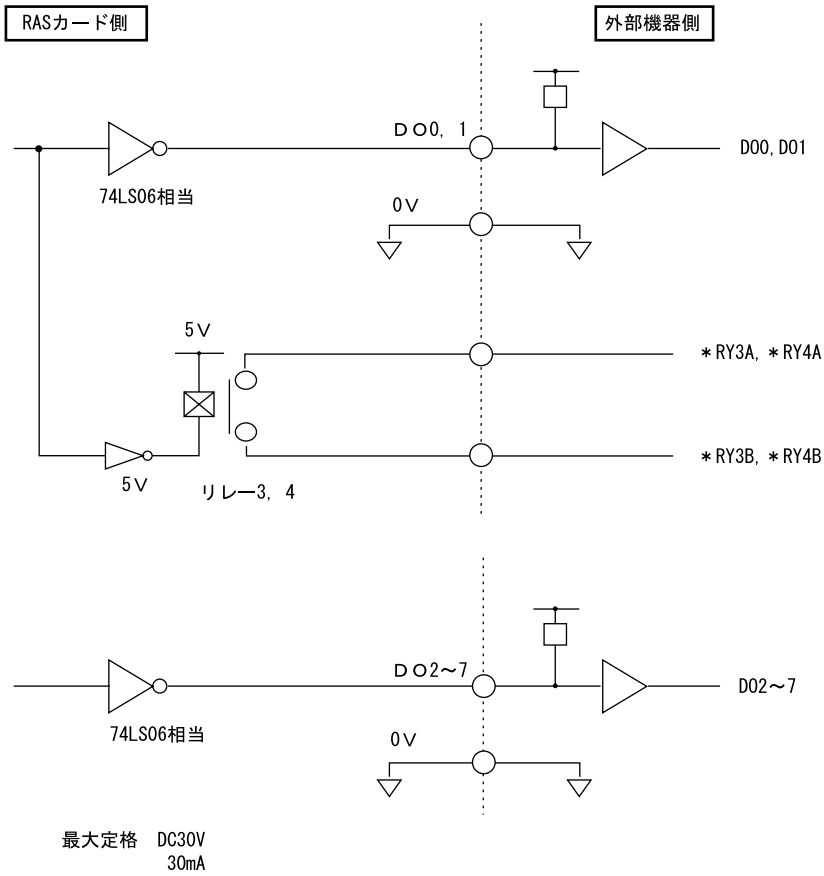 RASカード側
外部機器側
ＤＯ0, 1
DO0, DO1
74LS06相当
0Ｖ
5Ｖ
＊RY3A, ＊RY4A
＊RY3B, ＊RY4B
5Ｖ
リレー3, 4
ＤＯ2～7
DO2～7
74LS06相当
0Ｖ
最大定格　DC30V
30mA